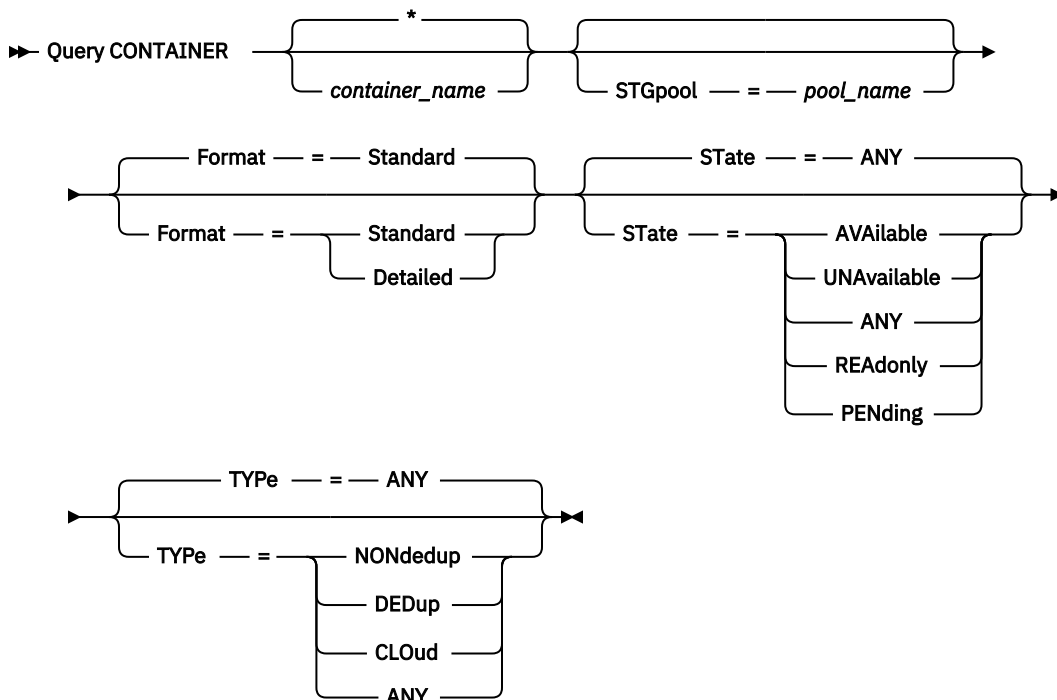 *
Query CONTAINER
container_name
STGpool = pool_name
Format = Standard
STate = ANY
Format = Standard
Detailed
STate = AVAilable
UNAvailable
ANY
REAdonly
PENding
TYPe = ANY
TYPe = NONdedup
DEDup
CLOud
ANY